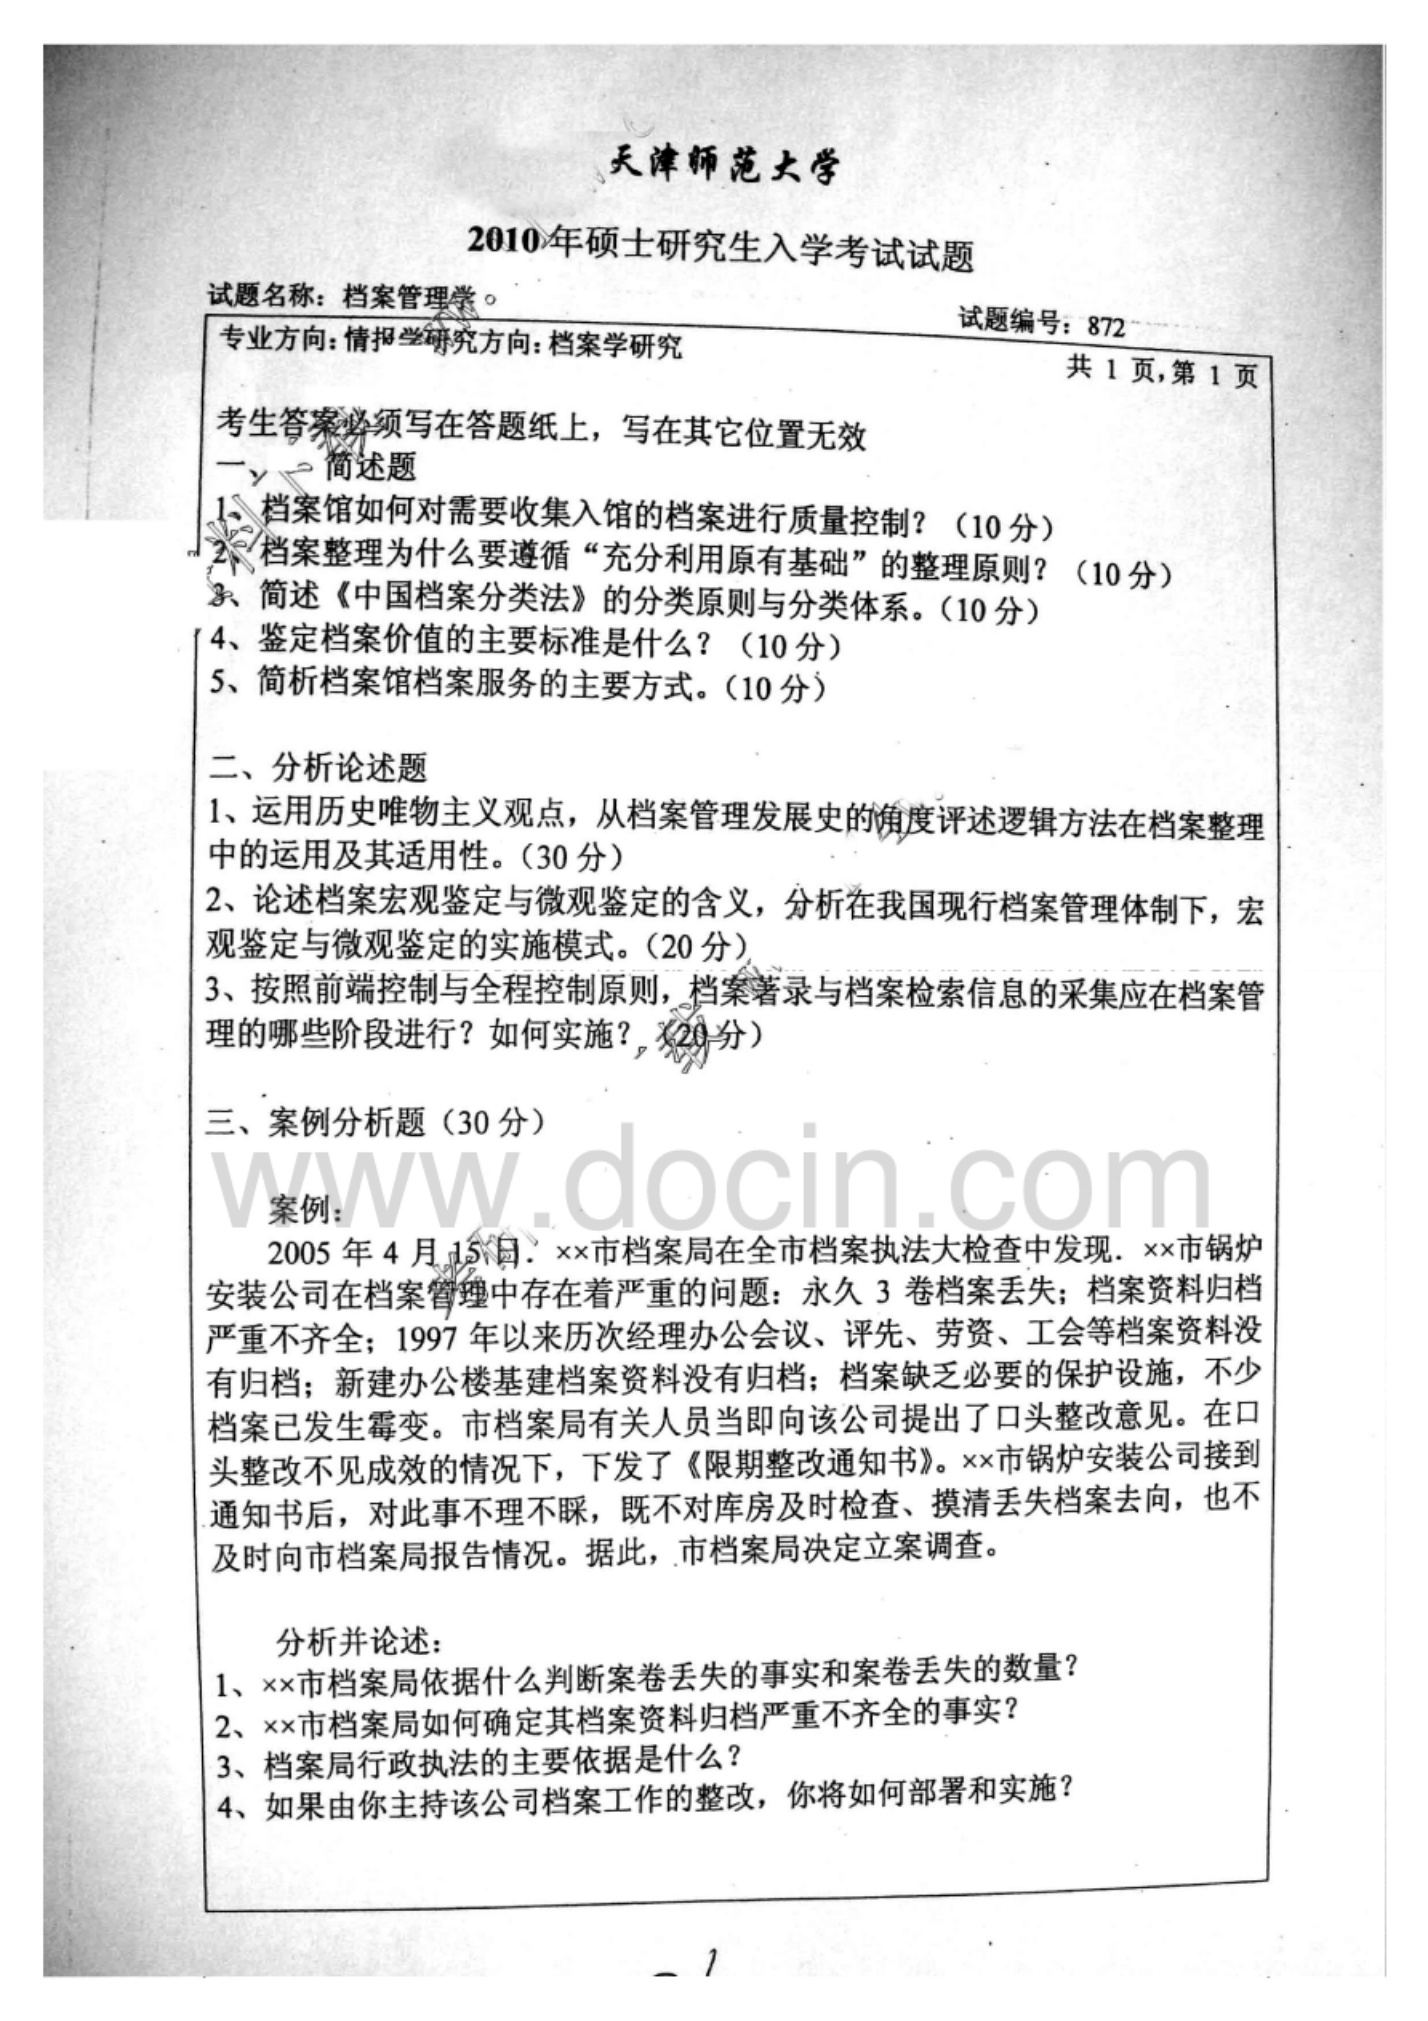 天津师范大学
2010年硕士研究生入学考试试题
试题名称：档案管理学。
试题编号：872
专业方向：情报学研究方向：档案学研究
共 1 页，第 1 页
考生答案必须写在答题纸上，写在其它位置无效
一、 简述题
1、档案馆如何对需要收集入馆的档案进行质量控制？（10 分）
2、档案整理为什么要遵循“充分利用原有基础”的整理原则？（10 分）
3、简述《中国档案分类法》的分类原则与分类体系。（10 分）
4、鉴定档案价值的主要标准是什么？（10 分）
5、简析档案馆档案服务的主要方式。（10 分）
二、分析论述题
1、运用历史唯物主义观点，从档案管理发展史的角度评述逻辑方法在档案整理
中的运用及其适用性。（30 分）
2、论述档案宏观鉴定与微观鉴定的含义，分析在我国现行档案管理体制下，宏
观鉴定与微观鉴定的实施模式。（20 分）
3、按照前端控制与全程控制原则，档案著录与档案检索信息的采集应在档案管
理的哪些阶段进行？如何实施？（20 分）
三、案例分析题（30 分）
www.docin.com
案例：
2005 年 4 月 15 日．××市档案局在全市档案执法大检查中发现．××市锅炉
安装公司在档案管理中存在着严重的问题：永久 3 卷档案丢失；档案资料归档
严重不齐全；1997 年以来历次经理办公会议、评先、劳资、工会等档案资料没
有归档；新建办公楼基建档案资料没有归档；档案缺乏必要的保护设施，不少
档案已发生霉变。市档案局有关人员当即向该公司提出了口头整改意见。在口
头整改不见成效的情况下，下发了《限期整改通知书》。××市锅炉安装公司接到
通知书后，对此事不理不睬，既不对库房及时检查、摸清丢失档案去向，也不
及时向市档案局报告情况。据此，市档案局决定立案调查。
分析并论述：
1、××市档案局依据什么判断案卷丢失的事实和案卷丢失的数量？
2、××市档案局如何确定其档案资料归档严重不齐全的事实？
3、档案局行政执法的主要依据是什么？
4、如果由你主持该公司档案工作的整改，你将如何部署和实施？
1